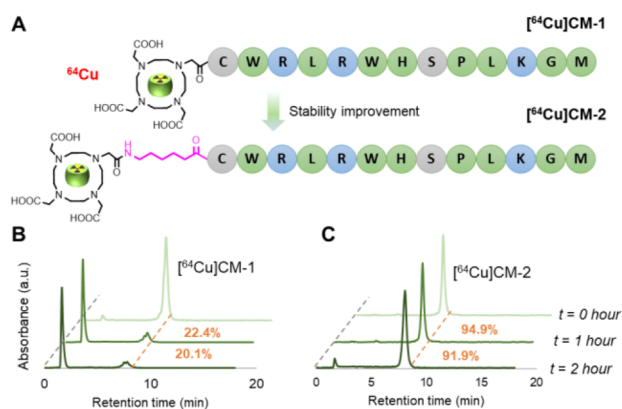 A
[⁶⁴Cu]CM-1
COOH
⁶⁴Cu
N
N
O
N
N
HOOC
COOH
C W R L R W H S P L K G M
Stability improvement
[⁶⁴Cu]CM-2
COOH
N
N
O
H
N
O
N
N
HOOC
COOH
C W R L R W H S P L K G M
B
[⁶⁴Cu]CM-1
Absorbance (a.u.)
22.4%
20.1%
0 10 10 20
Retention time (min)
C
[⁶⁴Cu]CM-2
94.9%
91.9%
t = 0 hour
t = 1 hour
t = 2 hour
0 5 10 15 20
Retention time (min)